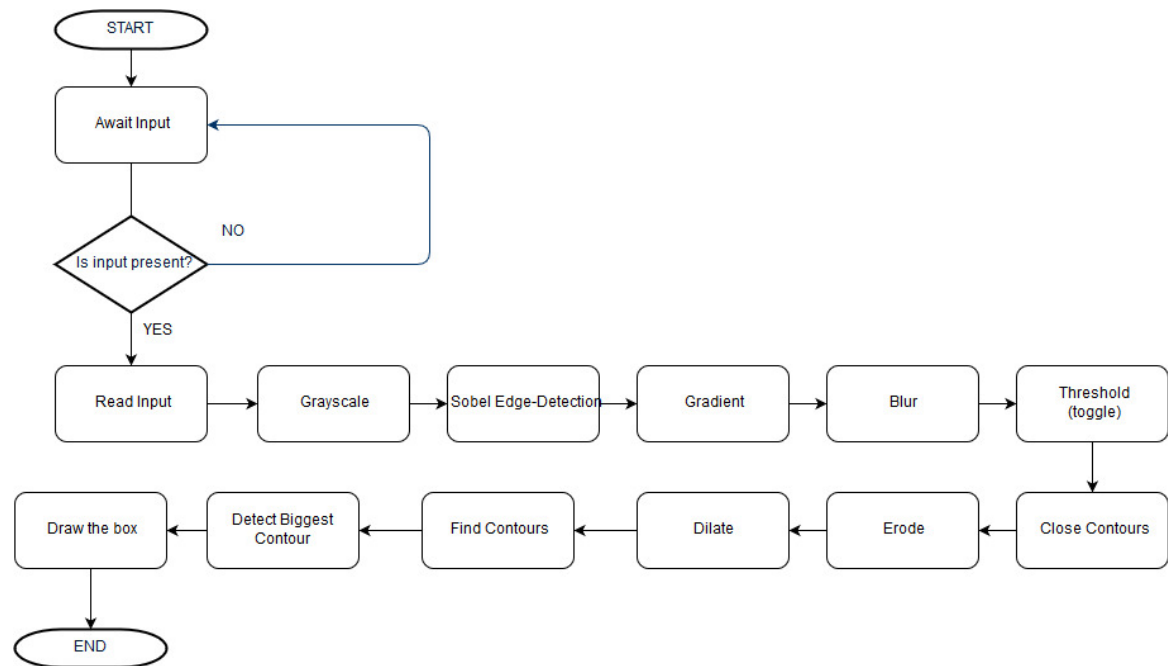 START
Await Input
NO
Is input present?
YES
Read Input
Grayscale
Sobel Edge-Detection
Gradient
Blur
Threshold
(toggle)
Close Contours
Erode
Dilate
Find Contours
Detect Biggest
Contour
Draw the box
END